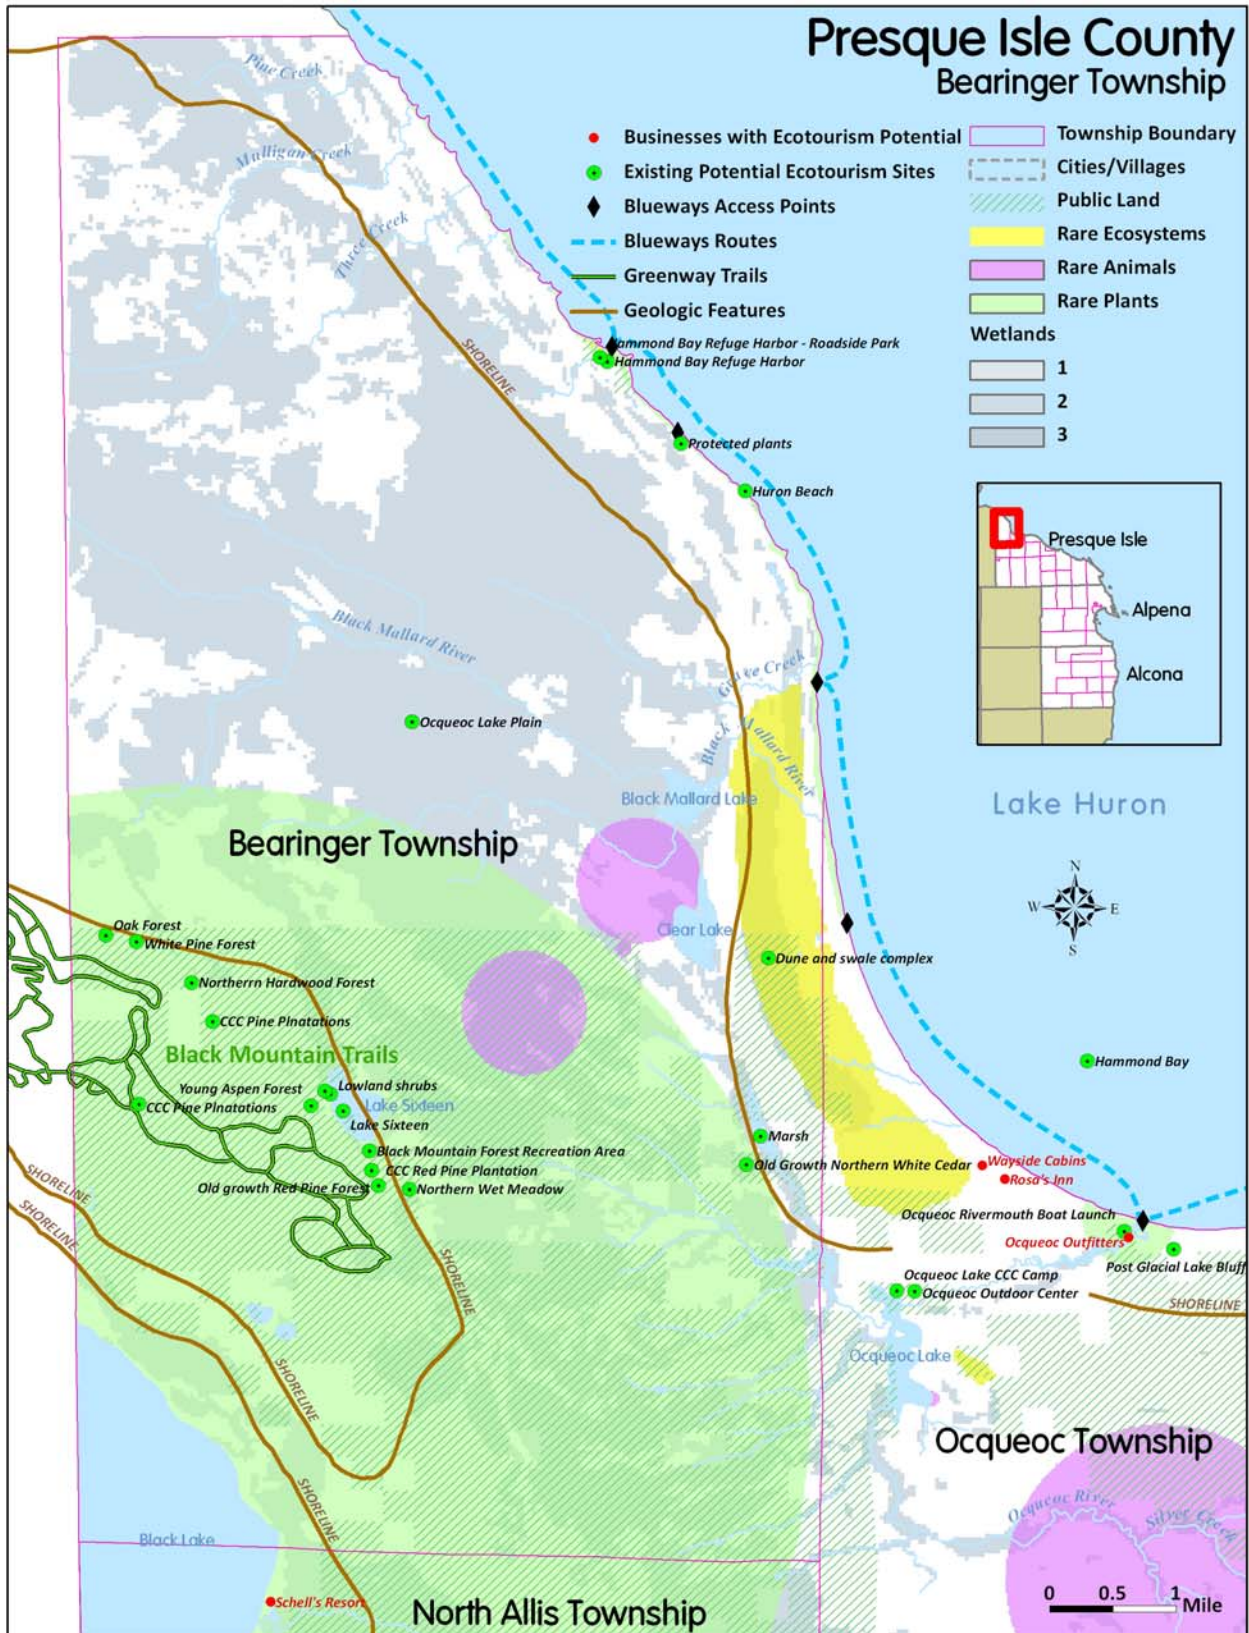 Presque Isle County
Bearinger Township
Businesses with Ecotourism Potential
Existing Potential Ecotourism Sites
Blueways Access Points
Blueways Routes
Greenway Trails
Geologic Features
Township Boundary
Cities/Villages
Public Land
Rare Ecosystems
Rare Animals
Rare Plants
Wetlands
1
2
3
Presque Isle
Alpena
Alcona
Pine Creek
Mulligan Creek
Three Creek
SHORELINE
Hammond Bay Refuge Harbor - Roadside Park
Hammond Bay Refuge Harbor
Protected plants
Huron Beach
Black Mallard River
Grace Creek
Ocqueoc Lake Plain
Black Mallard River
Black Mallard Lake
Lake Huron
Bearinger Township
N
W E
S
Clear Lake
Oak Forest
White Pine Forest
Dune and swale complex
Northerrn Hardwood Forest
CCC Pine Plnatations
Black Mountain Trails
Hammond Bay
Young Aspen Forest
Lowland shrubs
CCC Pine Plnatations
Lake Sixteen
Lake Sixteen
Marsh
Black Mountain Forest Recreation Area
Old Growth Northern White Cedar
Wayside Cabins
CCC Red Pine Plantation
Rosa's Inn
Old growth Red Pine Forest
Northern Wet Meadow
SHORELINE
SHORELINE
Ocqueoc Rivermouth Boat Launch
Ocqueoc Outfitters
Post Glacial Lake Bluff
SHORELINE
Ocqueoc Lake CCC Camp
Ocqueoc Outdoor Center
SHORELINE
Ocqueoc Lake
SHORELINE
Ocqueoc Township
Ocqueoc River
Silver Creek
SHORELINE
Black Lake
0 0.5 1
Mile
Schell's Resort
North Allis Township